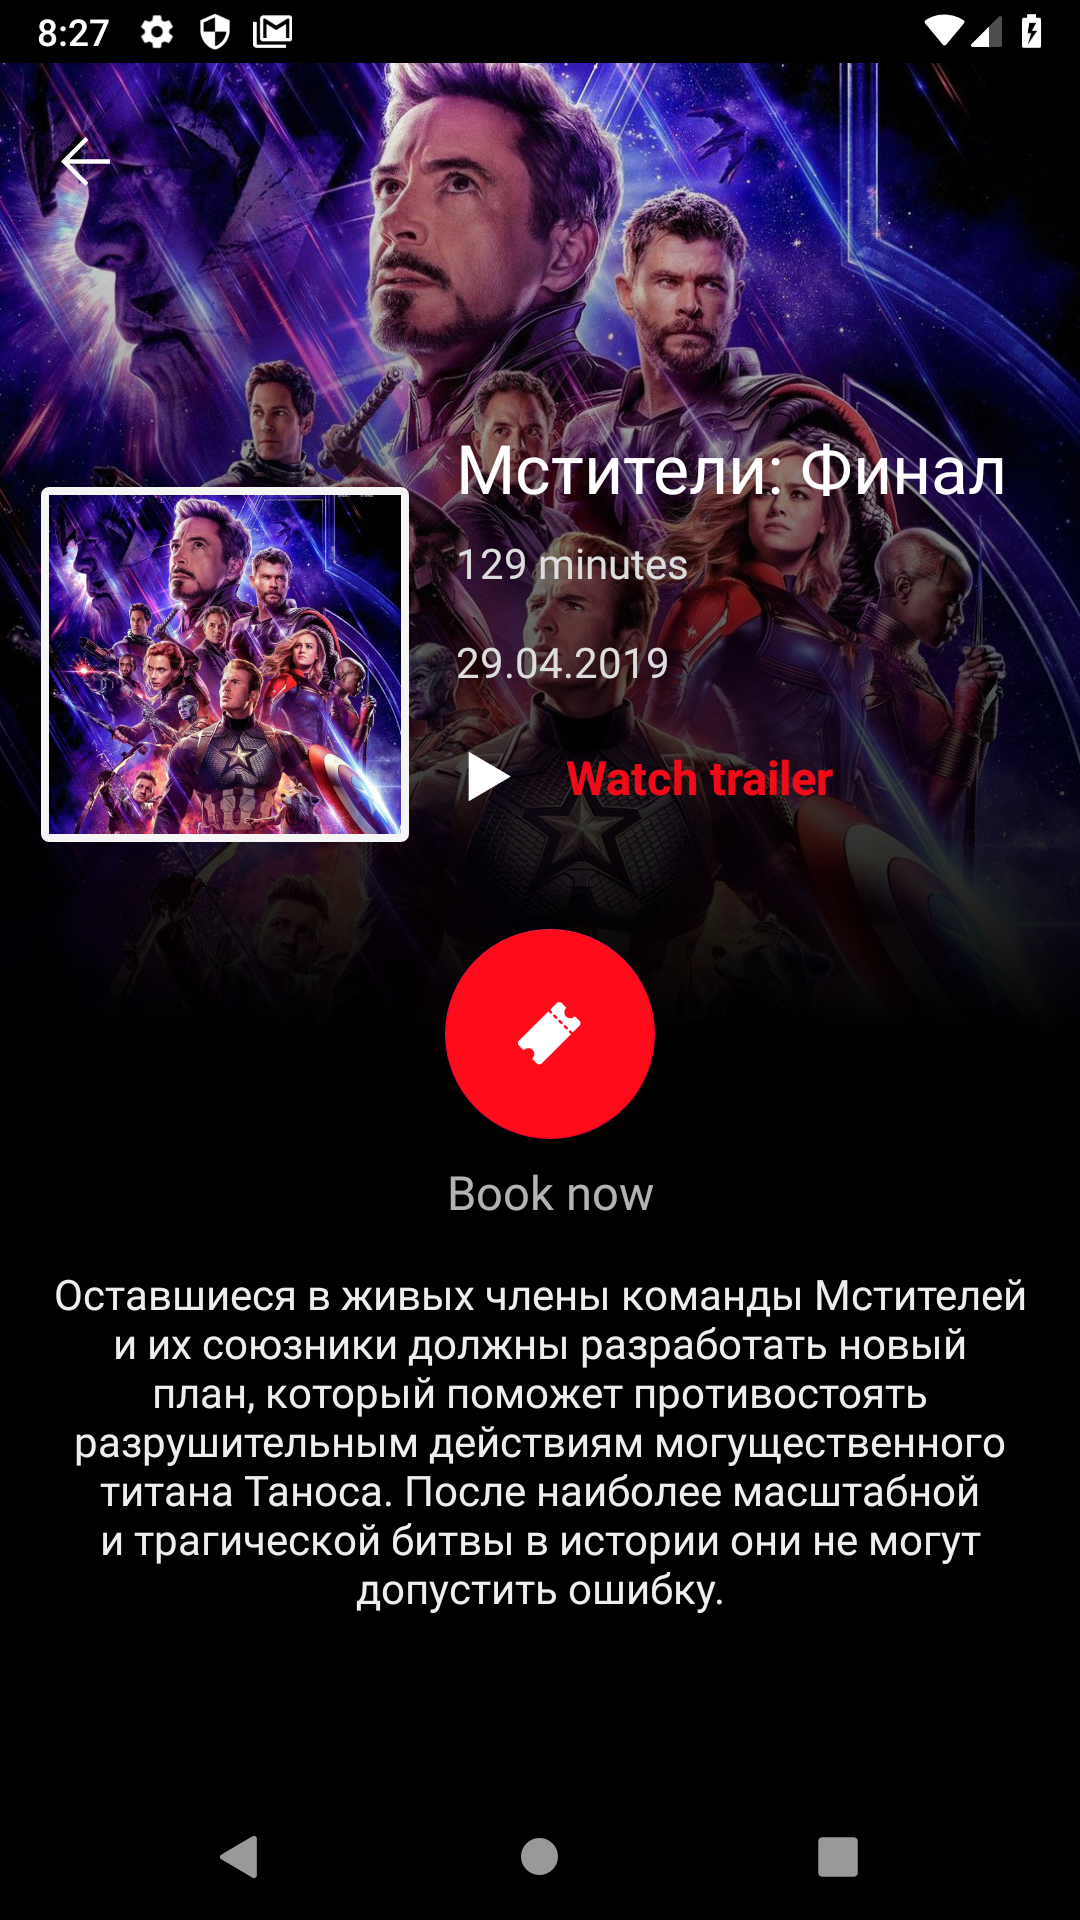 8:27
Мстители: Финал
129 minutes
29.04.2019
Watch trailer
Book now
Оставшиеся в живых члены команды Мстителей
и их союзники должны разработать новый
план, который поможет противостоять
разрушительным действиям могущественного
титана Таноса. После наиболее масштабной
и трагической битвы в истории они не могут
допустить ошибку.